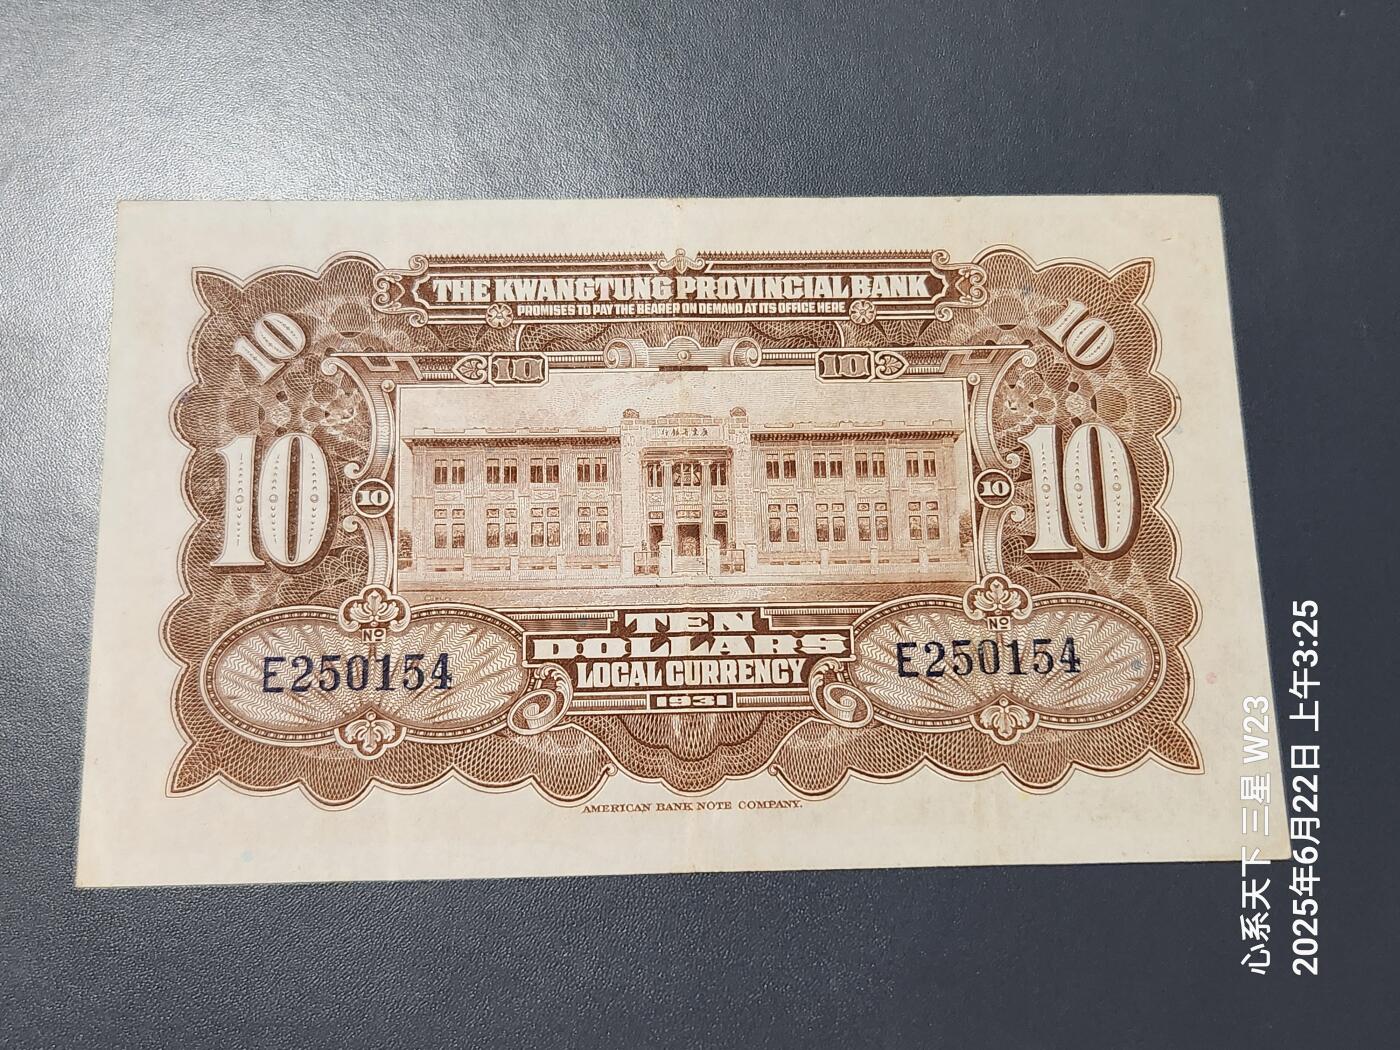 THE KWANGTUNG PROVINCIAL BANK
PROMISES TO PAY THE BEARER ON DEMAND AT ITS OFFICE HERE
10 10
10 10
10 10
10 10
TEN
DOLLARS
LOCAL CURRENCY
1931
Nº Nº
E250154 E250154
AMERICAN BANK NOTE COMPANY.
心系天下 三星 W23
2025年6月22日 上午3:25